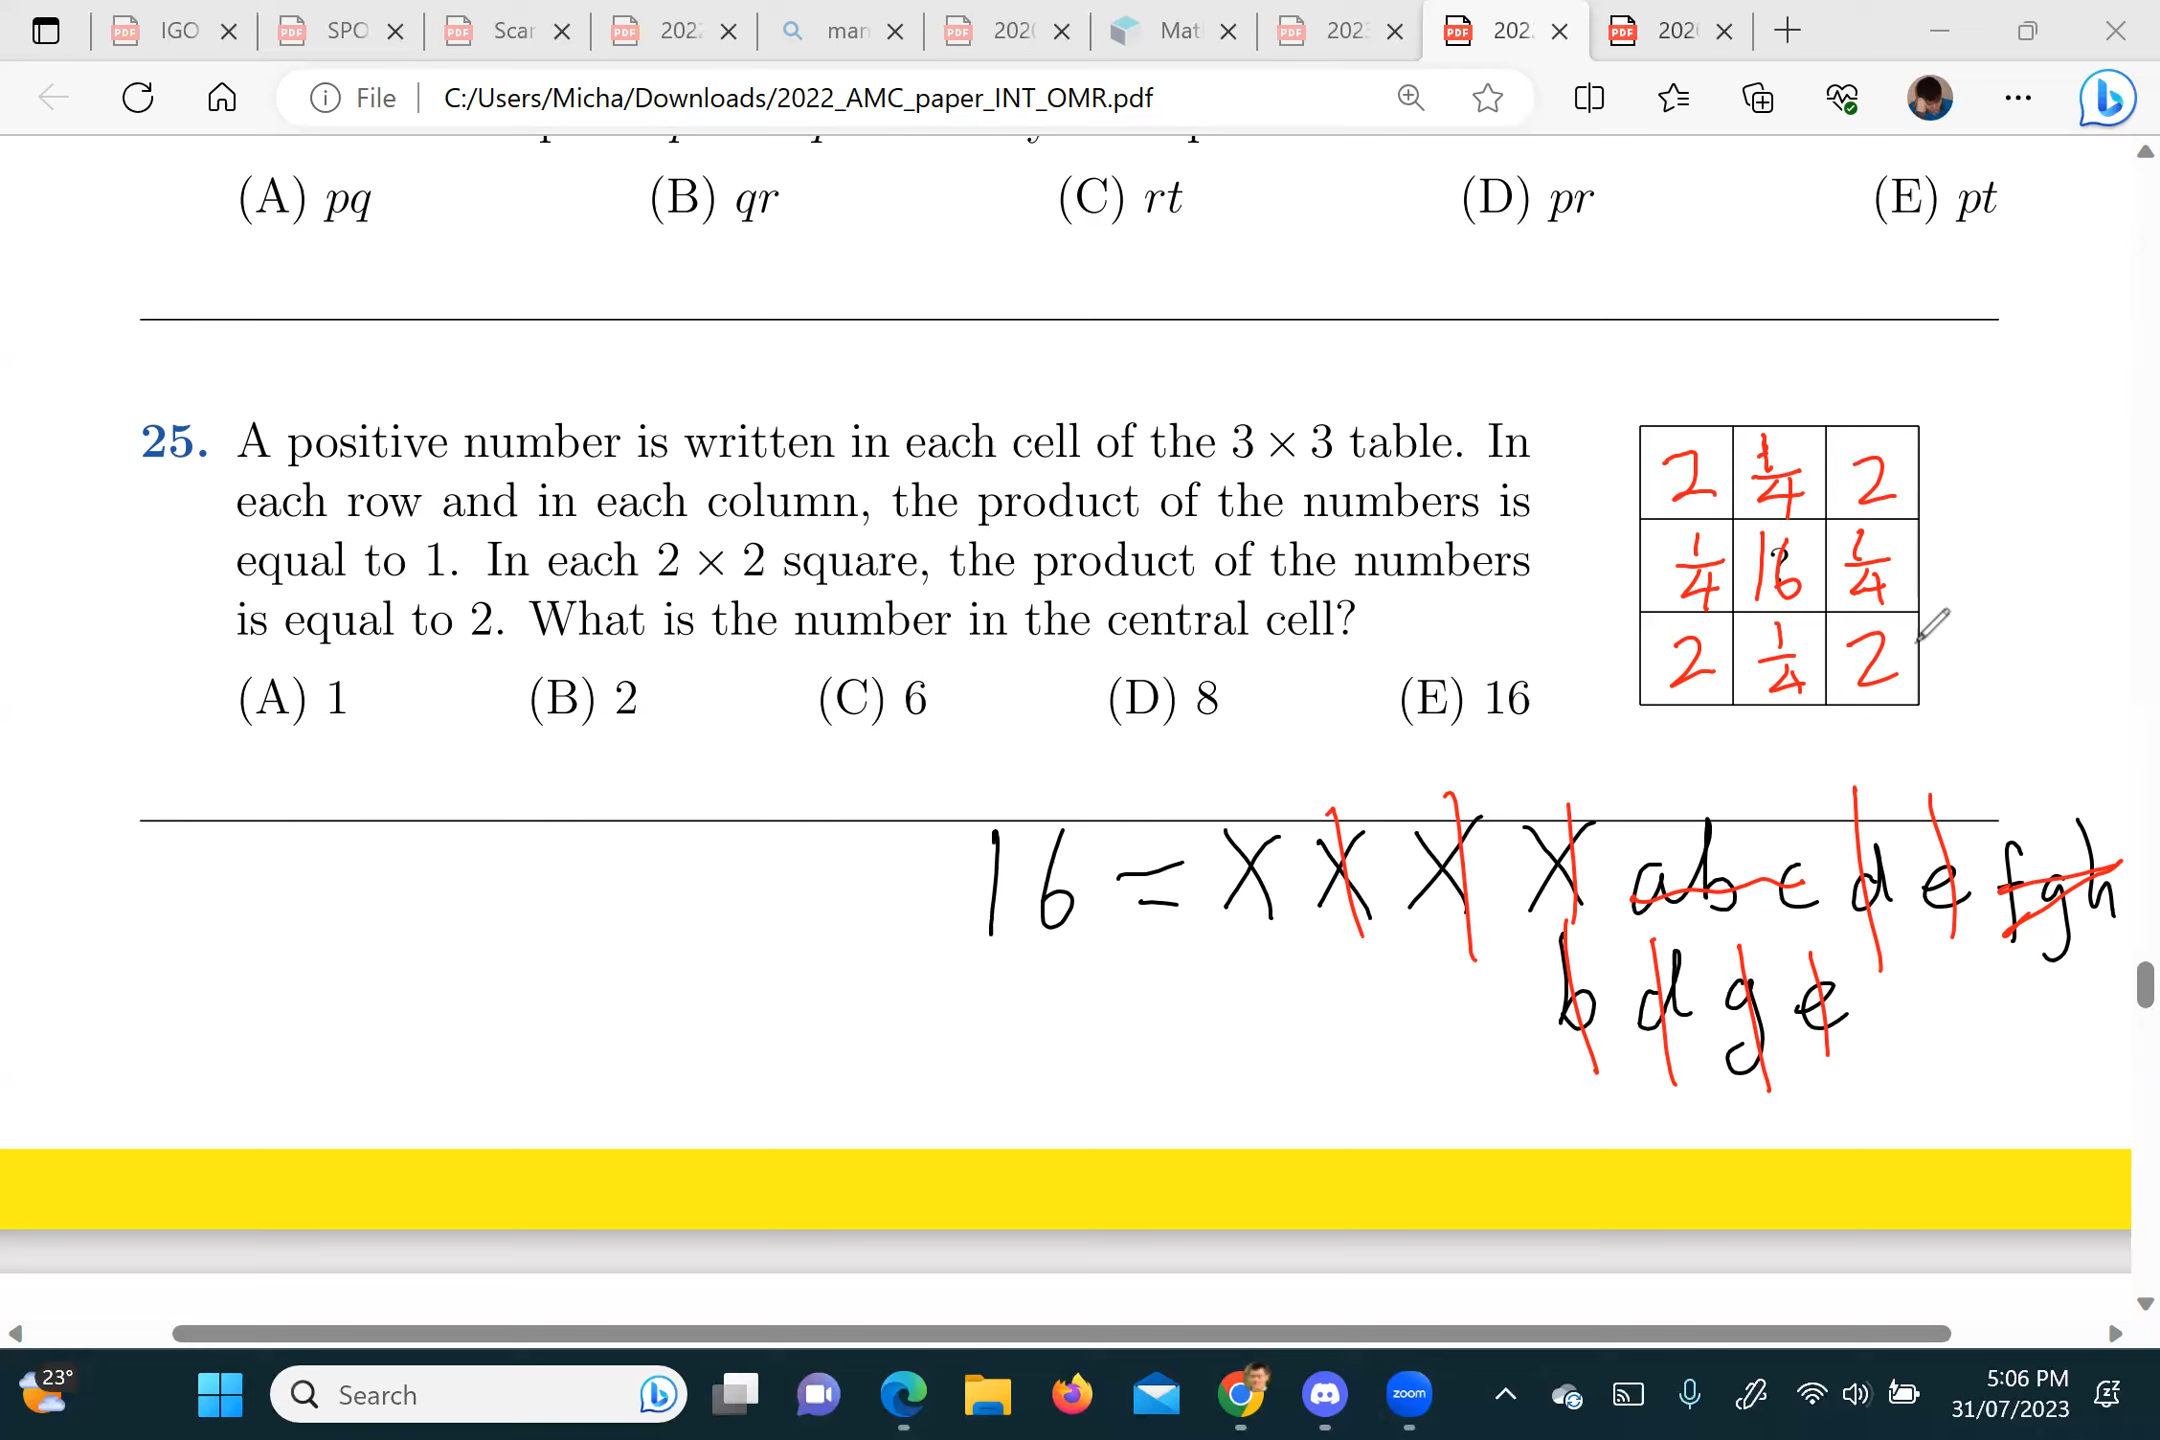 IGO SPO Scar 202 mar 202 Mat 202 202 202
File C:/Users/Micha/Downloads/2022_AMC_paper_INT_OMR.pdf
(A) pq (B) qr (C) rt (D) pr (E) pt
25. A positive number is written in each cell of the 3 × 3 table. In
each row and in each column, the product of the numbers is
equal to 1. In each 2 × 2 square, the product of the numbers
is equal to 2. What is the number in the central cell?
(A) 1 (B) 2 (C) 6 (D) 8 (E) 16
2 1/4 2
1/4 16 1/4
2 1/4 2
16 = X X X X a b c d e f g h
b d g e
23°
Search
zoom
5:06 PM
31/07/2023